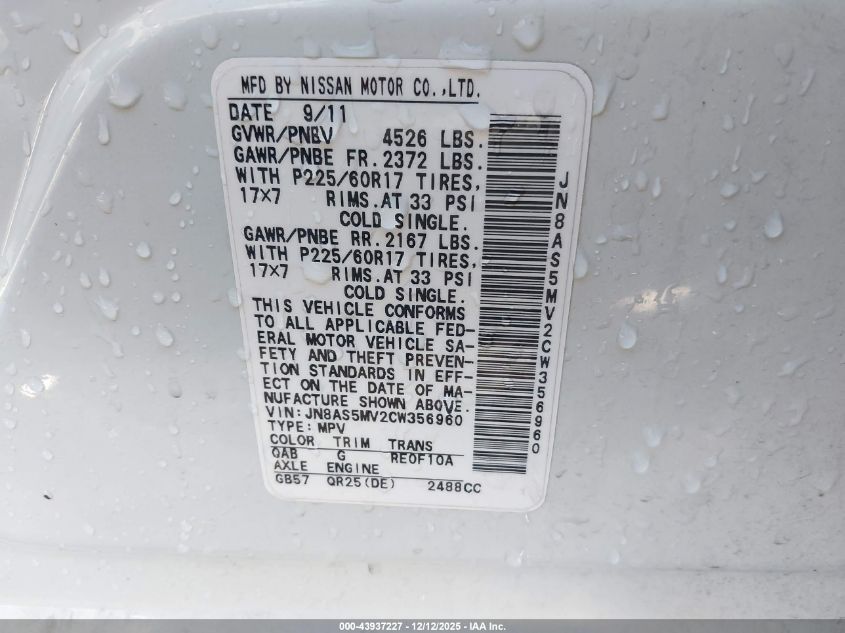 MFD BY NISSAN MOTOR CO.,LTD.
DATE 9/11
GVWR/PNBV 4526 LBS.
GAWR/PNBE FR. 2372 LBS.
WITH P225/60R17 TIRES,
17×7 RIMS.AT 33 PSI
COLD SINGLE.
GAWR/PNBE RR. 2167 LBS.
WITH P225/60R17 TIRES,
17×7 RIMS.AT 33 PSI
COLD SINGLE.
THIS VEHICLE CONFORMS
TO ALL APPLICABLE FED-
ERAL MOTOR VEHICLE SA-
FETY AND THEFT PREVEN-
TION STANDARDS IN EFF-
ECT ON THE DATE OF MA-
NUFACTURE SHOWN ABOVE.
VIN: JN8AS5MV2CW356960
TYPE: MPV
COLOR TRIM TRANS
QAB G RE0F10A
AXLE ENGINE
GB57 QR25(DE) 2488CC
JN8AS5MV2CW356960
000-43937227 - 12/12/2025 - IAA Inc.